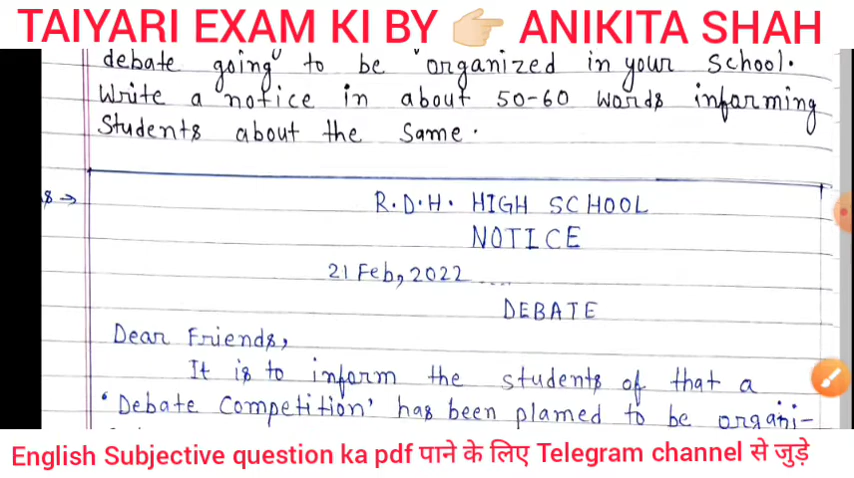 TAIYARI EXAM KI BY 👉 ANIKITA SHAH
debate going" to be "organized in your School.
Write a notice in about 50-60 words informing
Students about the Same.
R.D.H. HIGH SCHOOL
NOTICE
21 Feb, 2022 ....
DEBATE
Dear Friends,
It is to inform the students of that a
'Debate Competition' has been planned to be organi-
English Subjective question ka pdf पाने के लिए Telegram channel से जुड़े